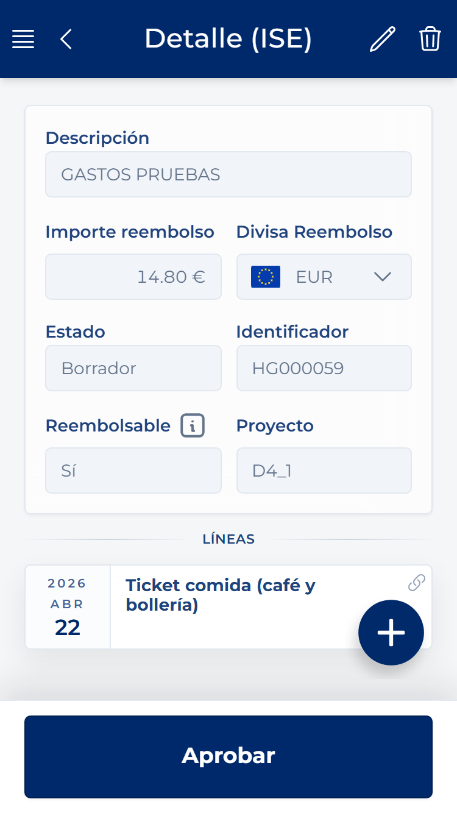 Detalle (ISE)
Descripción
GASTOS PRUEBAS
Importe reembolso
Divisa Reembolso
14.80 €
EUR
Estado
Identificador
Borrador
HG000059
Reembolsable
i
Proyecto
Sí
D4_1
LÍNEAS
2026
ABR
22
Ticket comida (café y
bollería)
Aprobar